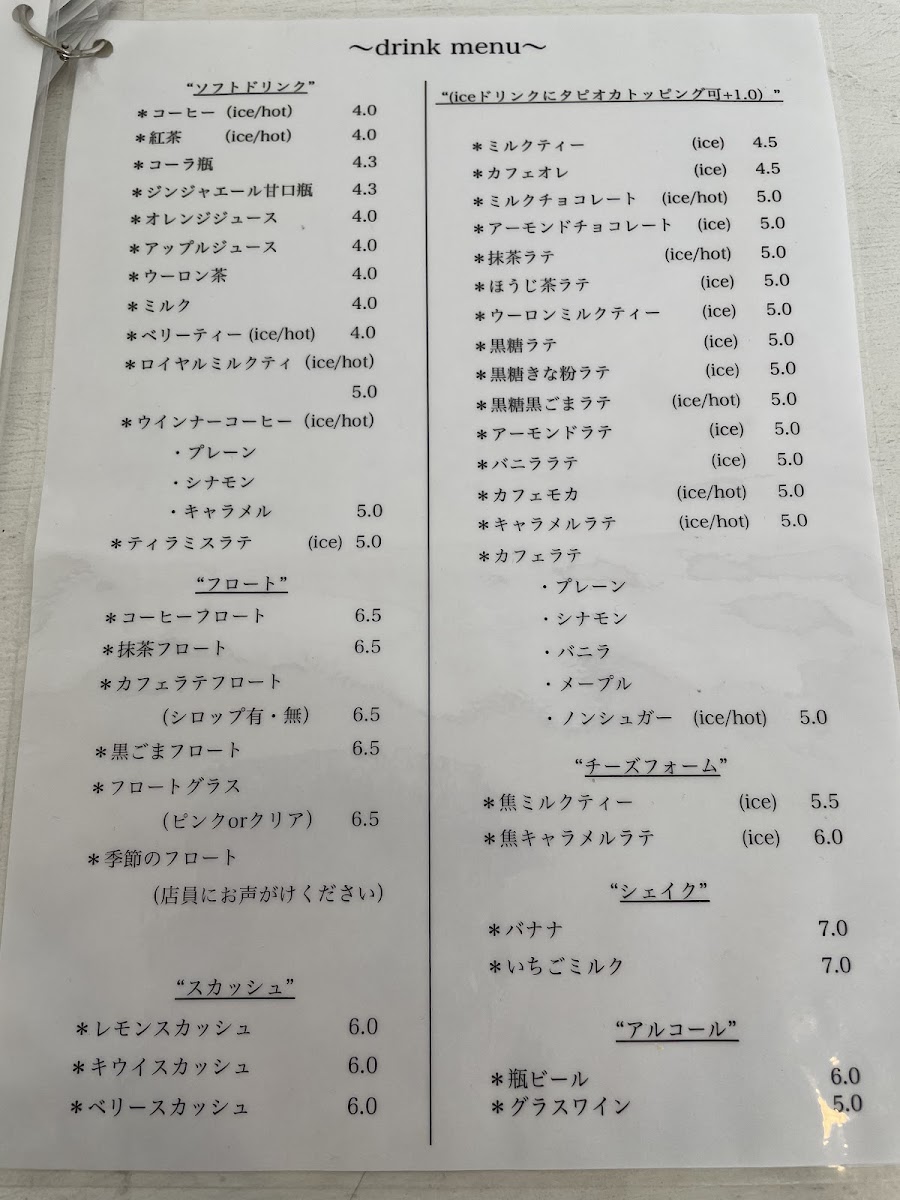 ～drink menu～
“ソフトドリンク”
＊コーヒー (ice/hot) 4.0
＊紅茶 (ice/hot) 4.0
＊コーラ瓶 4.3
＊ジンジャエール甘口瓶 4.3
＊オレンジジュース 4.0
＊アップルジュース 4.0
＊ウーロン茶 4.0
＊ミルク 4.0
＊ベリーティー (ice/hot) 4.0
＊ロイヤルミルクティ (ice/hot)
5.0
＊ウインナーコーヒー (ice/hot)
・プレーン
・シナモン
・キャラメル 5.0
＊ティラミスラテ (ice) 5.0
“フロート”
＊コーヒーフロート 6.5
＊抹茶フロート 6.5
＊カフェラテフロート
（シロップ有・無） 6.5
＊黒ごまフロート 6.5
＊フロートグラス
（ピンクorクリア） 6.5
＊季節のフロート
（店員にお声がけください）
“スカッシュ”
＊レモンスカッシュ 6.0
＊キウイスカッシュ 6.0
＊ベリースカッシュ 6.0
“(iceドリンクにタピオカトッピング可+1.0）”
＊ミルクティー (ice) 4.5
＊カフェオレ (ice) 4.5
＊ミルクチョコレート (ice/hot) 5.0
＊アーモンドチョコレート (ice) 5.0
＊抹茶ラテ (ice/hot) 5.0
＊ほうじ茶ラテ (ice) 5.0
＊ウーロンミルクティー (ice) 5.0
＊黒糖ラテ (ice) 5.0
＊黒糖きな粉ラテ (ice) 5.0
＊黒糖黒ごまラテ (ice/hot) 5.0
＊アーモンドラテ (ice) 5.0
＊バニララテ (ice) 5.0
＊カフェモカ (ice/hot) 5.0
＊キャラメルラテ (ice/hot) 5.0
＊カフェラテ
・プレーン
・シナモン
・バニラ
・メープル
・ノンシュガー (ice/hot) 5.0
“チーズフォーム”
＊焦ミルクティー (ice) 5.5
＊焦キャラメルラテ (ice) 6.0
“シェイク”
＊バナナ 7.0
＊いちごミルク 7.0
“アルコール”
＊瓶ビール 6.0
＊グラスワイン 5.0